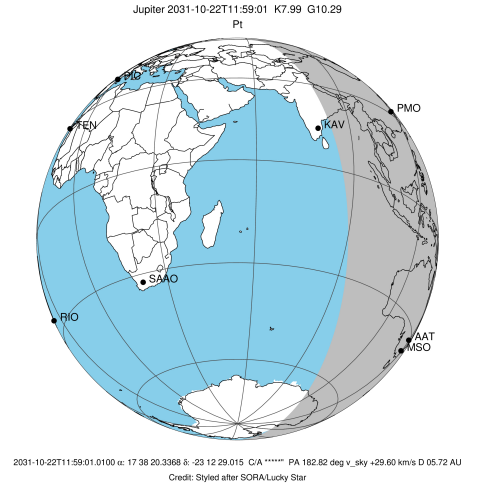 Jupiter 2031-10-22T11:59:01 K7.99 G10.29
Pt
PIC
PMO
TEN
KAV
SAAO
RIO
AAT
MSO
2031-10-22T11:59:01.0100 α: 17 38 20.3368 δ: -23 12 29.015 C/A *****" PA 182.82 deg v_sky +29.60 km/s D 05.72 AU
Credit: Styled after SORA/Lucky Star